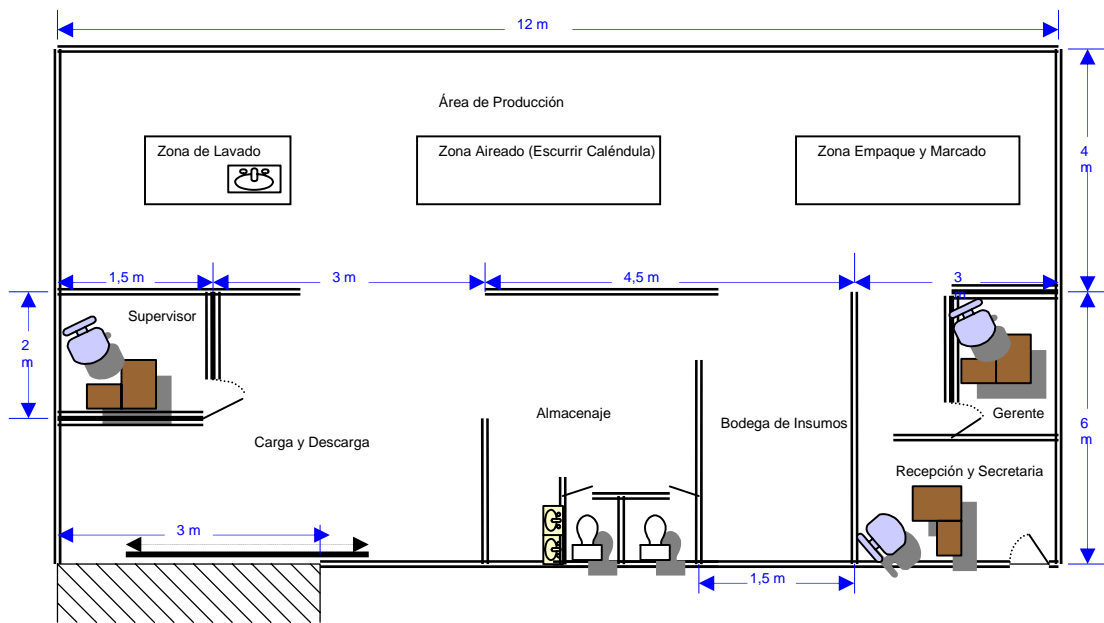 12 m
Área de Producción
Zona de Lavado
Zona Aireado (Escurrir Caléndula)
Zona Empaque y Marcado
4
m
1,5 m
3 m
4,5 m
3
m
Supervisor
2
m
Almacenaje
Gerente
Bodega de Insumos
6
m
Carga y Descarga
Recepción y Secretaria
3 m
1,5 m